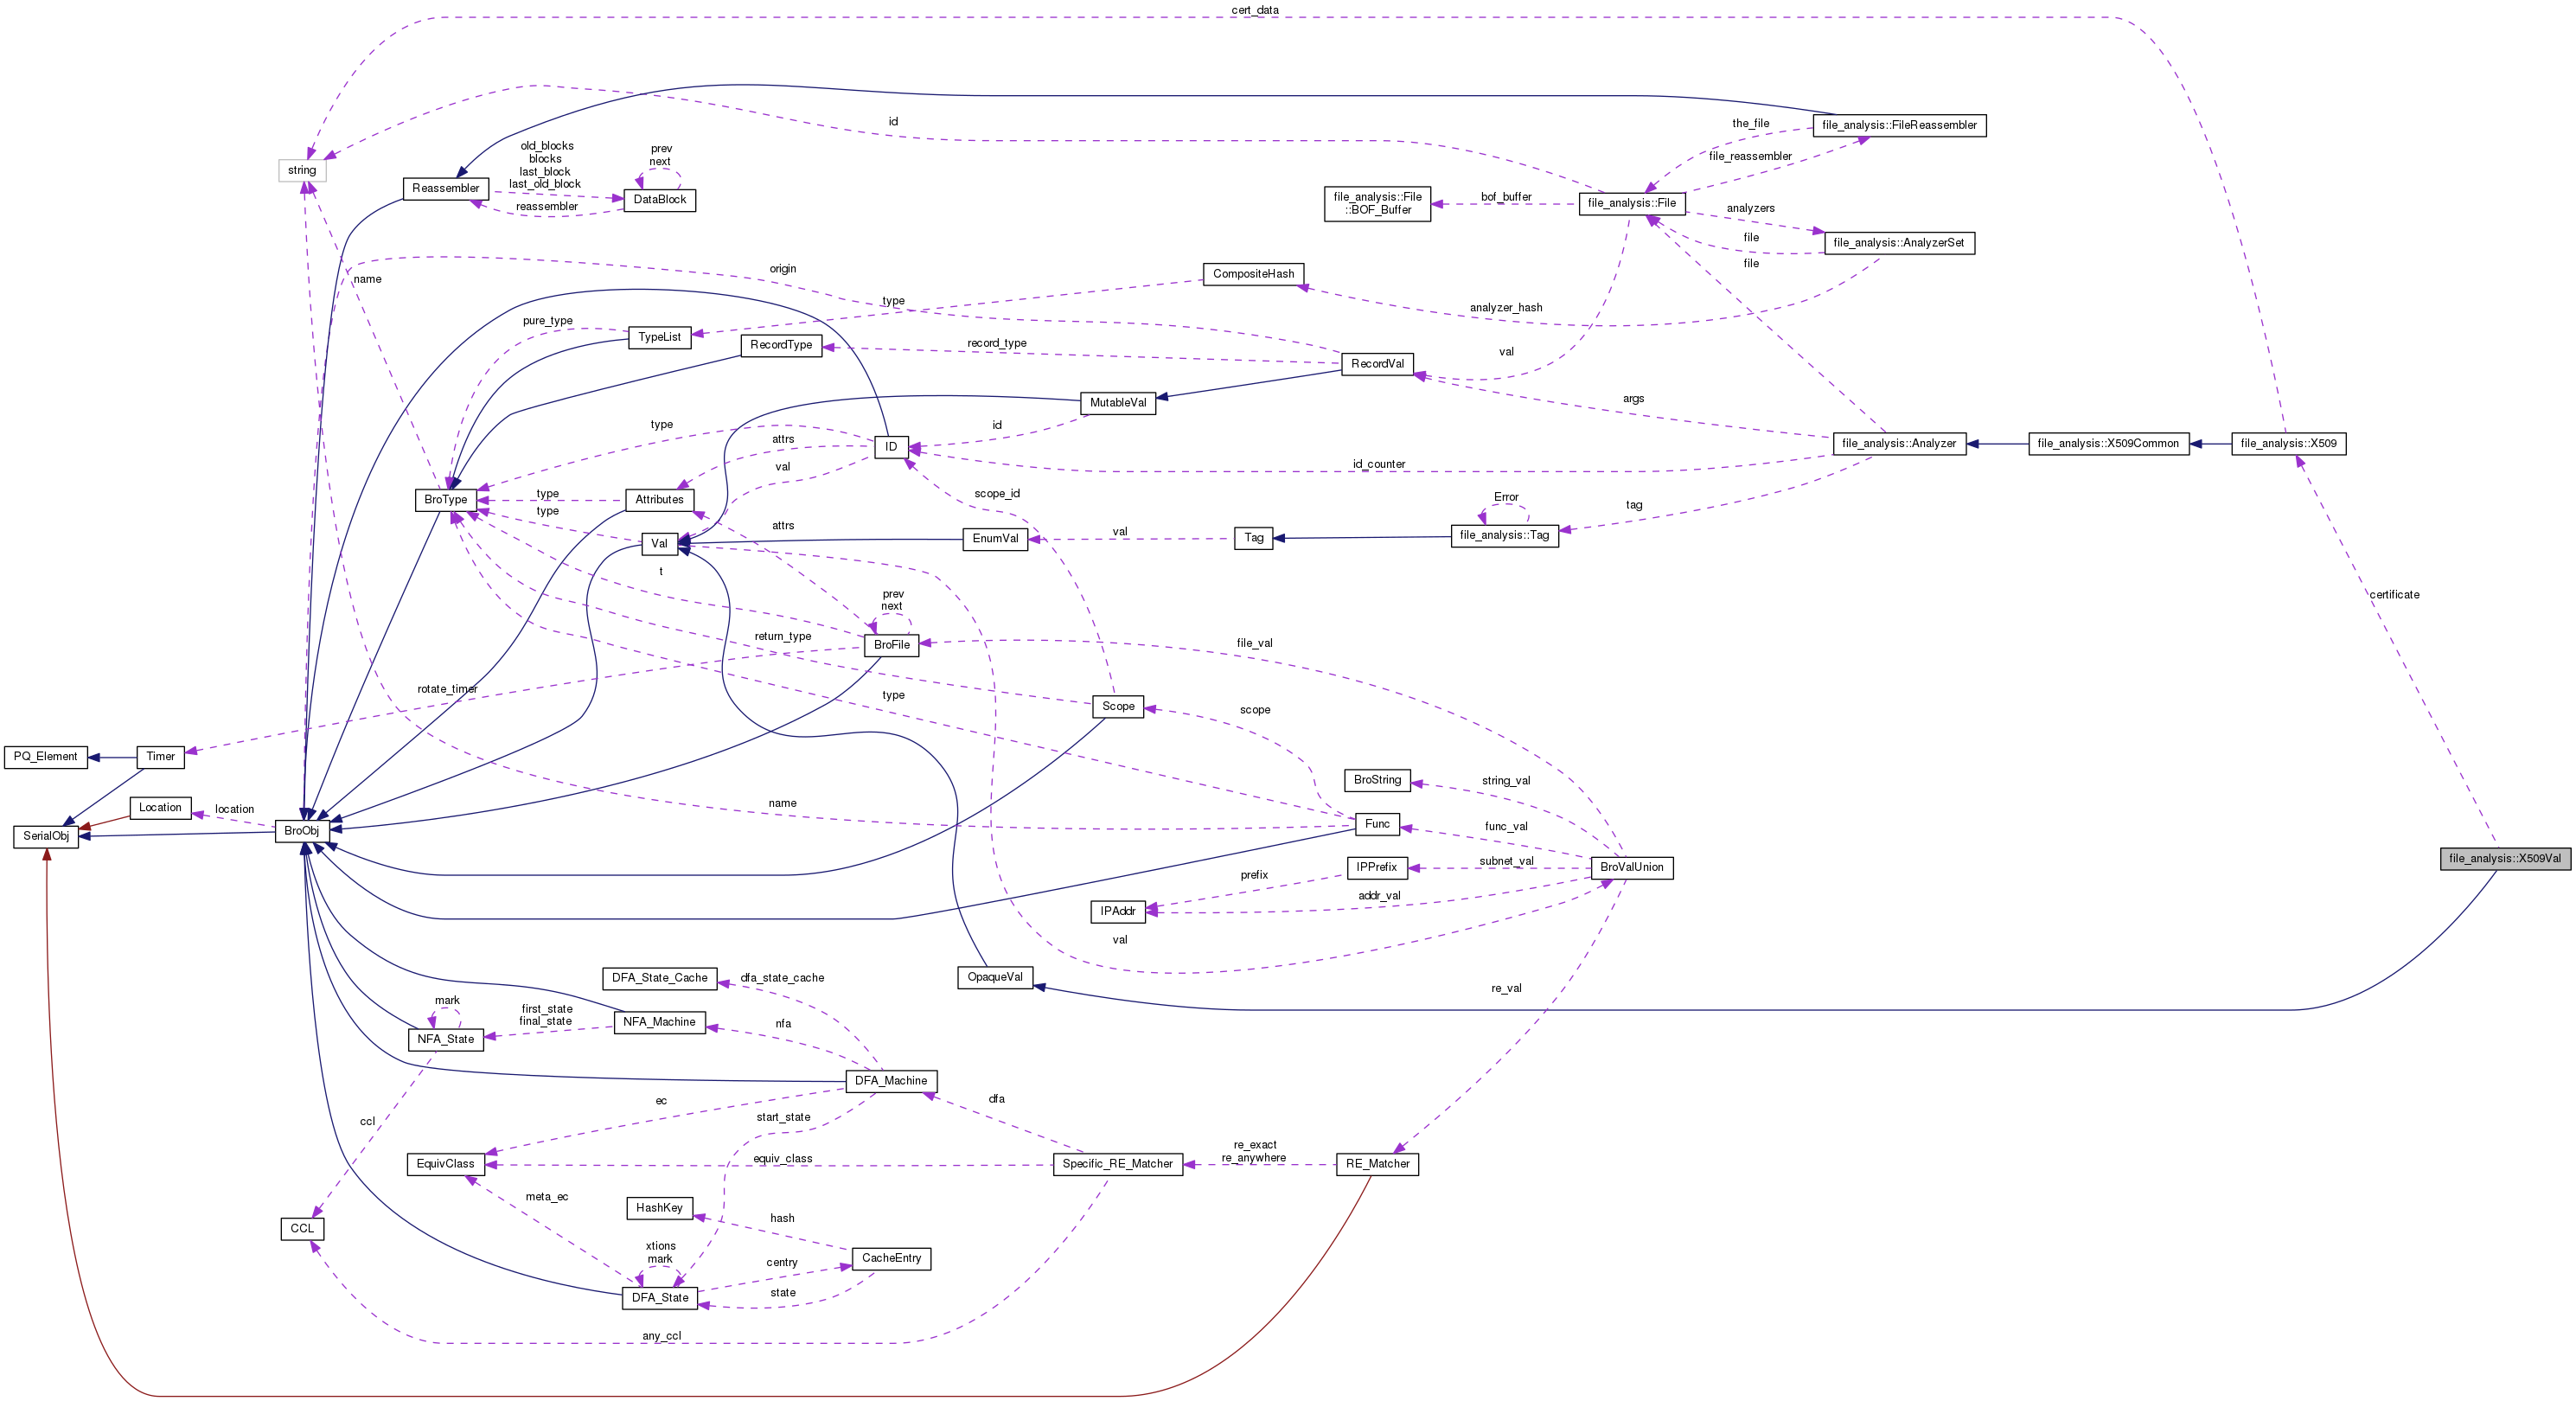 cert_data
file_analysis::FileReassembler
the_file
id
file_reassembler
old_blocks
blocks
last_block
last_old_block
prev
next
string
Reassembler
DataBlock
reassembler
file_analysis::File
::BOF_Buffer
bof_buffer
file_analysis::File
analyzers
file
file_analysis::AnalyzerSet
file
origin
name
CompositeHash
type
analyzer_hash
pure_type
TypeList
RecordType
record_type
val
RecordVal
MutableVal
args
id
type
attrs
ID
file_analysis::Analyzer
file_analysis::X509Common
file_analysis::X509
val
id_counter
BroType
type
type
Attributes
scope_id
Error
tag
attrs
Val
EnumVal
val
Tag
file_analysis::Tag
t
prev
next
certificate
return_type
BroFile
file_val
rotate_timer
type
Scope
scope
PQ_Element
Timer
BroString
string_val
Location
location
name
SerialObj
BroObj
Func
func_val
file_analysis::X509Val
IPPrefix
subnet_val
BroValUnion
prefix
addr_val
IPAddr
val
DFA_State_Cache
dfa_state_cache
OpaqueVal
re_val
mark
first_state
final_state
NFA_Machine
nfa
NFA_State
DFA_Machine
ec
dfa
ccl
start_state
EquivClass
equiv_class
Specific_RE_Matcher
re_exact
re_anywhere
RE_Matcher
meta_ec
HashKey
hash
CCL
xtions
mark
centry
CacheEntry
state
DFA_State
any_ccl